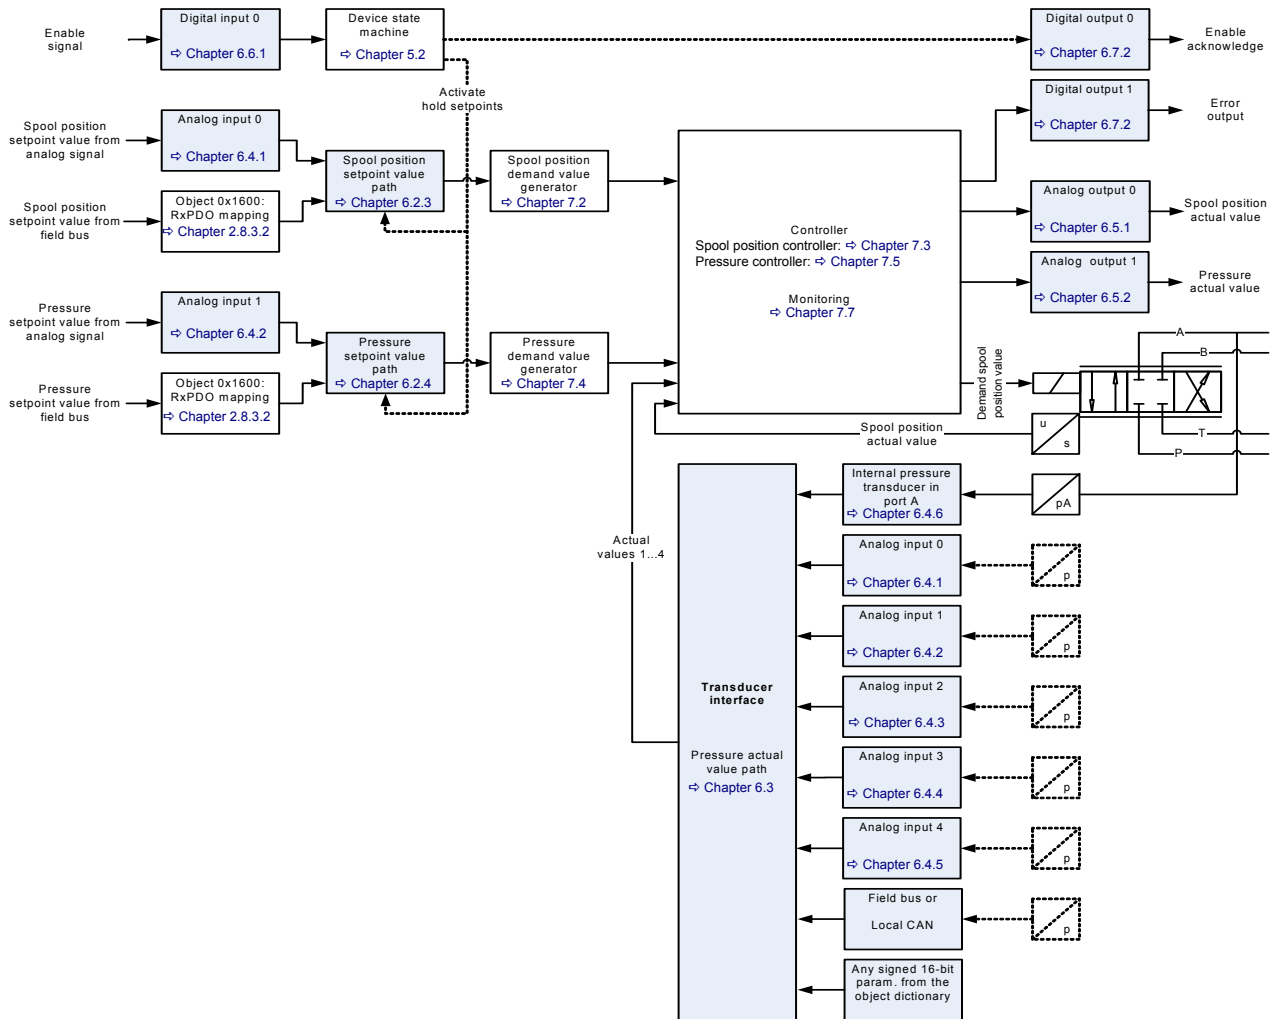 Enable
signal
Digital input 0
⇨ Chapter 6.6.1
Device state
machine
⇨ Chapter 5.2
Digital output 0
⇨ Chapter 6.7.2
Enable
acknowledge
Activate
hold setpoints
Digital output 1
⇨ Chapter 6.7.2
Error
output
Spool position
setpoint value from
analog signal
Analog input 0
⇨ Chapter 6.4.1
Spool position
setpoint value
path
⇨ Chapter 6.2.3
Spool position
demand value
generator
⇨ Chapter 7.2
Spool position
setpoint value from
field bus
Object 0x1600:
RxPDO mapping
⇨ Chapter 2.8.3.2
Controller
Spool position controller: ⇨ Chapter 7.3
Pressure controller: ⇨ Chapter 7.5
Monitoring
⇨ Chapter 7.7
Analog output 0
⇨ Chapter 6.5.1
Spool position
actual value
Analog output 1
⇨ Chapter 6.5.2
Pressure
actual value
Pressure
setpoint value from
analog signal
Analog input 1
⇨ Chapter 6.4.2
Pressure
setpoint value
path
⇨ Chapter 6.2.4
Pressure
demand value
generator
⇨ Chapter 7.4
Pressure
setpoint value from
field bus
Object 0x1600:
RxPDO mapping
⇨ Chapter 2.8.3.2
Demand spool
position value
A
B
T
P
u
s
Spool position
actual value
Internal pressure
transducer in
port A
⇨ Chapter 6.4.6
pA
Actual
values 1...4
Analog input 0
⇨ Chapter 6.4.1
p
Analog input 1
⇨ Chapter 6.4.2
p
Transducer
interface
Pressure actual
value path
⇨ Chapter 6.3
Analog input 2
⇨ Chapter 6.4.3
p
Analog input 3
⇨ Chapter 6.4.4
p
Analog input 4
⇨ Chapter 6.4.5
p
Field bus or
Local CAN
p
Any signed 16-bit
param. from the
object dictionary